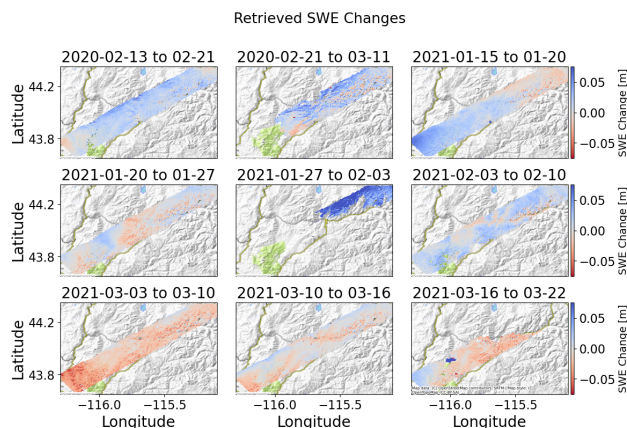 Retrieved SWE Changes
2020-02-13 to 02-21
2020-02-21 to 03-11
2021-01-15 to 01-20
Latitude
44.2
43.8
0.05
0.00
−0.05
SWE Change [m]
2021-01-20 to 01-27
2021-01-27 to 02-03
2021-02-03 to 02-10
Latitude
44.2
43.8
0.05
0.00
−0.05
SWE Change [m]
2021-03-03 to 03-10
2021-03-10 to 03-16
2021-03-16 to 03-22
Latitude
44.2
43.8
0.05
0.00
−0.05
SWE Change [m]
−116.0 −115.5
−116.0 −115.5
−116.0 −115.5
Longitude
Longitude
Longitude